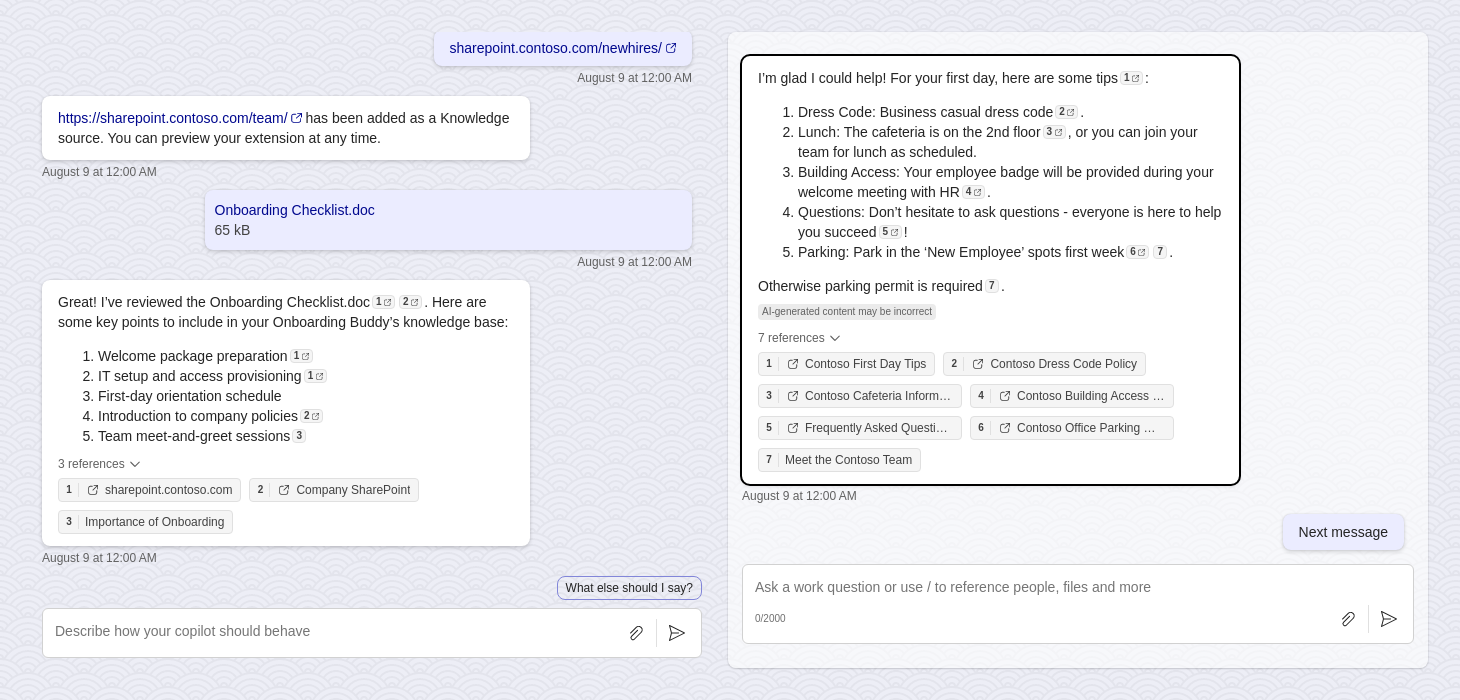 sharepoint.contoso.com/newhires/
August 9 at 12:00 AM
https://sharepoint.contoso.com/team/ has been added as a Knowledge
source. You can preview your extension at any time.
August 9 at 12:00 AM
Onboarding Checklist.doc
65 kB
August 9 at 12:00 AM
Great! I’ve reviewed the Onboarding Checklist.doc 1 2 . Here are
some key points to include in your Onboarding Buddy’s knowledge base:
1. Welcome package preparation 1
2. IT setup and access provisioning 1
3. First-day orientation schedule
4. Introduction to company policies 2
5. Team meet-and-greet sessions 3
3 references
1 sharepoint.contoso.com 2 Company SharePoint
3 Importance of Onboarding
August 9 at 12:00 AM
What else should I say?
Describe how your copilot should behave
I’m glad I could help! For your first day, here are some tips 1 :
1. Dress Code: Business casual dress code 2 .
2. Lunch: The cafeteria is on the 2nd floor 3 , or you can join your
team for lunch as scheduled.
3. Building Access: Your employee badge will be provided during your
welcome meeting with HR 4 .
4. Questions: Don’t hesitate to ask questions - everyone is here to help
you succeed 5 !
5. Parking: Park in the ‘New Employee’ spots first week 6 7 .
Otherwise parking permit is required 7 .
AI-generated content may be incorrect
7 references
1 Contoso First Day Tips 2 Contoso Dress Code Policy
3 Contoso Cafeteria Inform… 4 Contoso Building Access …
5 Frequently Asked Questi… 6 Contoso Office Parking …
7 Meet the Contoso Team
August 9 at 12:00 AM
Next message
Ask a work question or use / to reference people, files and more
0/2000